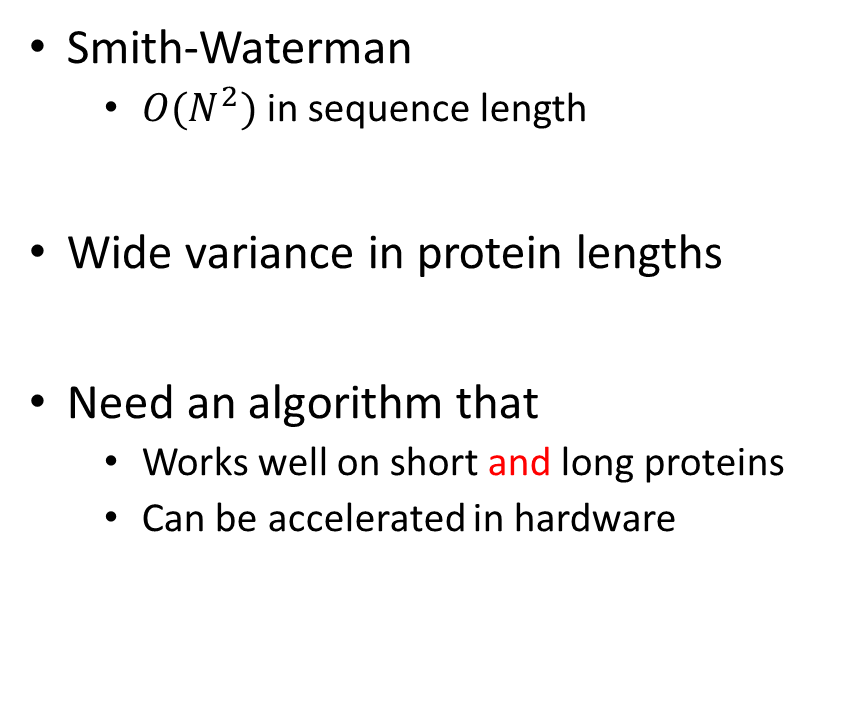 • Smith-Waterman
• O(N²) in sequence length
• Wide variance in protein lengths
• Need an algorithm that
• Works well on short and long proteins
• Can be accelerated in hardware